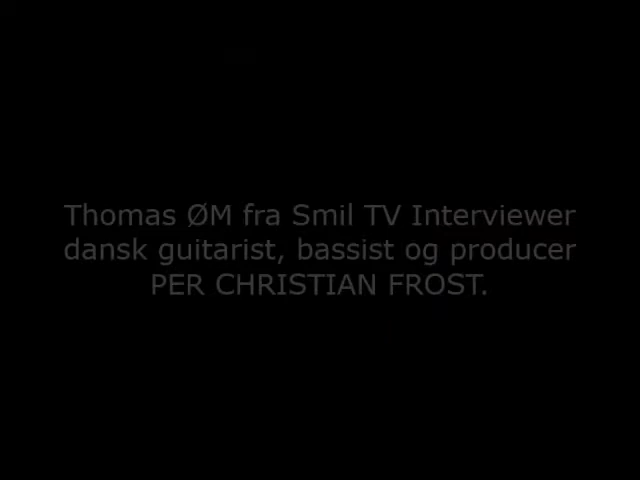 Thomas ØM fra Smil TV Interviewer
dansk guitarist, bassist og producer
PER CHRISTIAN FROST.